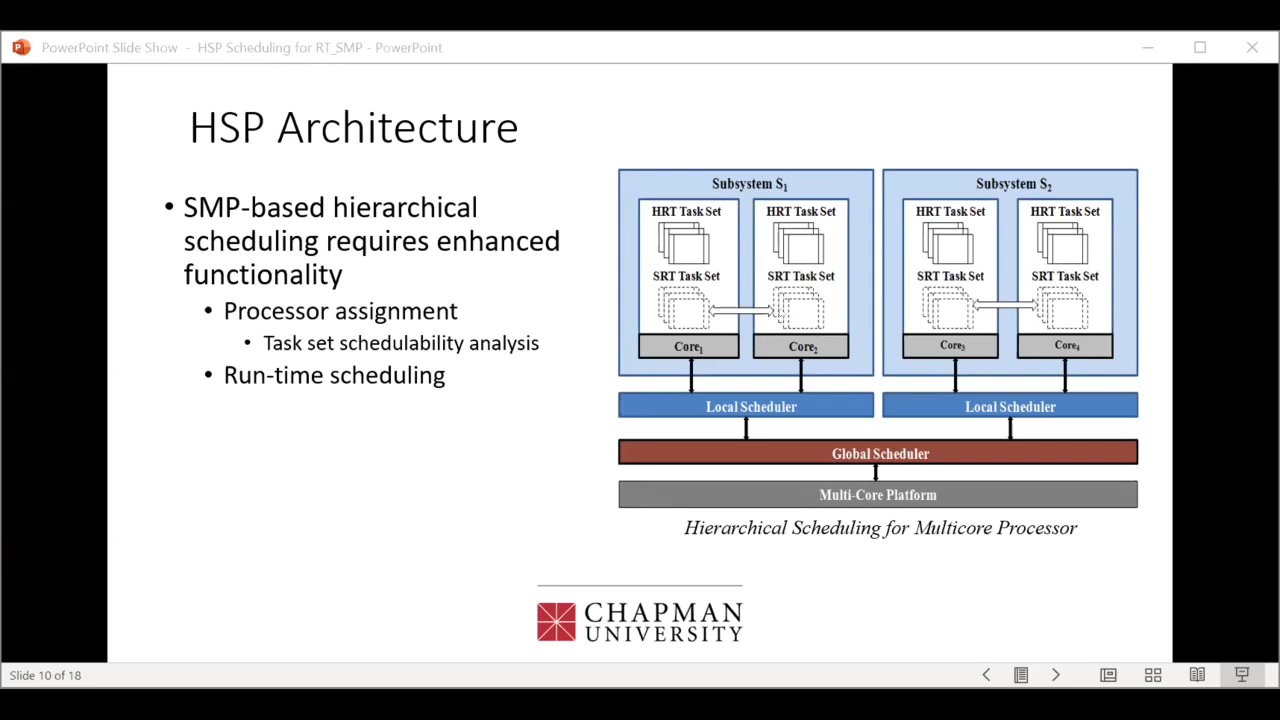 PowerPoint Slide Show - HSP Scheduling for RT_SMP - PowerPoint
HSP Architecture
• SMP-based hierarchical
scheduling requires enhanced
functionality
• Processor assignment
• Task set schedulability analysis
• Run-time scheduling
Subsystem S1
HRT Task Set
HRT Task Set
SRT Task Set
SRT Task Set
Core1
Core2
Subsystem S2
HRT Task Set
HRT Task Set
SRT Task Set
SRT Task Set
Core3
Core4
Local Scheduler
Local Scheduler
Global Scheduler
Multi-Core Platform
Hierarchical Scheduling for Multicore Processor
CHAPMAN
UNIVERSITY
Slide 10 of 18